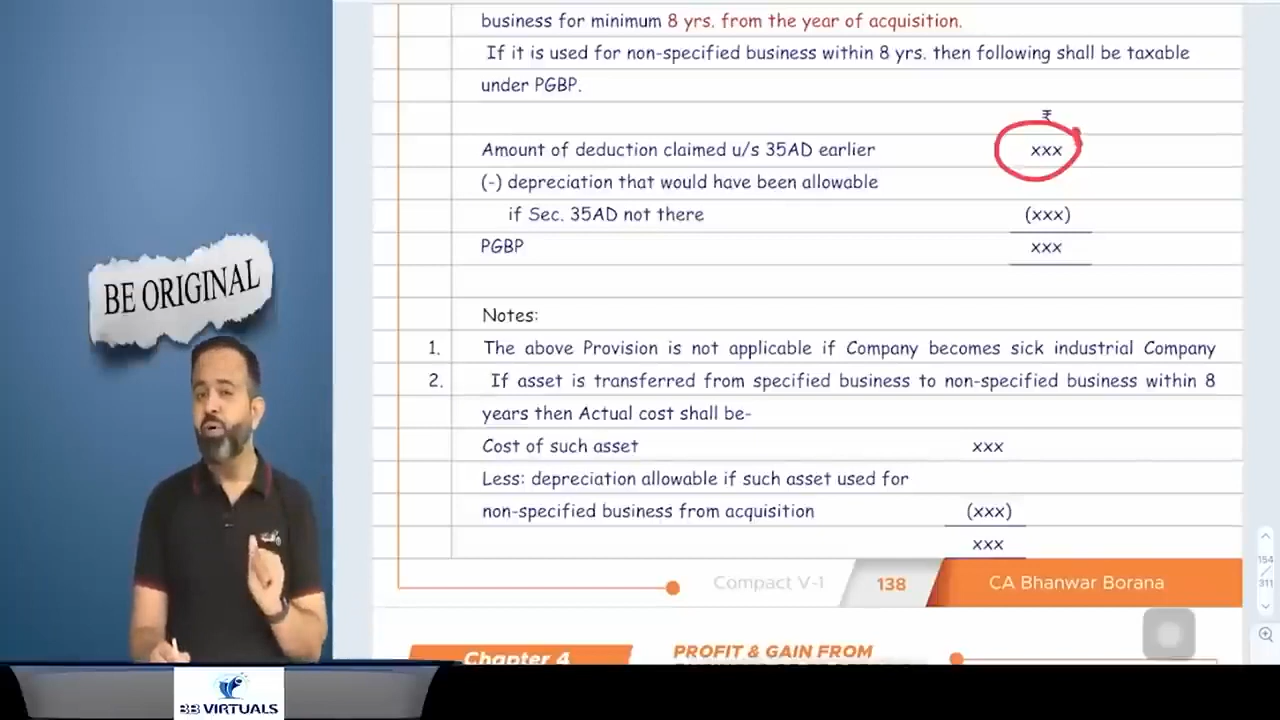 business for minimum 8 yrs. from the year of acquisition.
If it is used for non-specified business within 8 yrs. then following shall be taxable
under PGBP.
₹
Amount of deduction claimed u/s 35AD earlier xxx
(-) depreciation that would have been allowable
if Sec. 35AD not there (xxx)
PGBP xxx
Notes:
1. The above Provision is not applicable if Company becomes sick industrial Company
2. If asset is transferred from specified business to non-specified business within 8
years then Actual cost shall be-
Cost of such asset xxx
Less: depreciation allowable if such asset used for
non-specified business from acquisition (xxx)
xxx
Compact V-1 138 CA Bhanwar Borana
Chapter 4 PROFIT & GAIN FROM
BE ORIGINAL
BB VIRTUALS
154
/
311